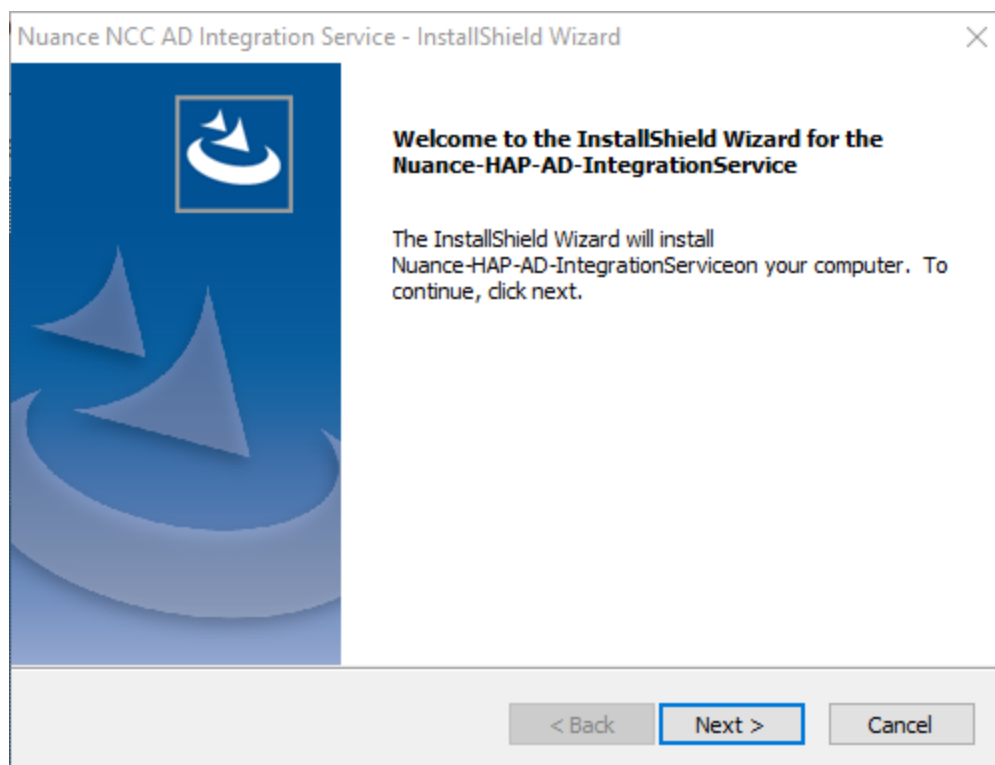 Nuance NCC AD Integration Service - InstallShield Wizard
Welcome to the InstallShield Wizard for the
Nuance-HAP-AD-IntegrationService
The InstallShield Wizard will install
Nuance-HAP-AD-IntegrationServiceon your computer.  To
continue, click next.
< Back Next > Cancel